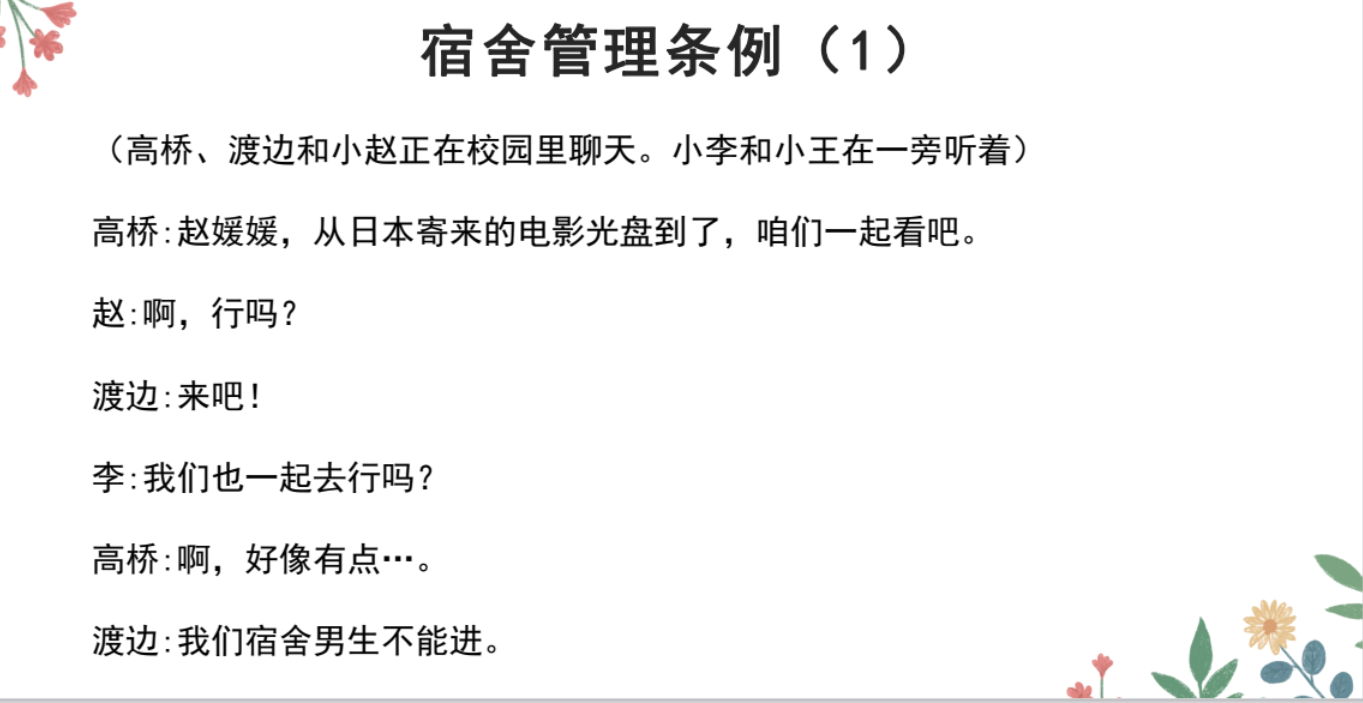 宿舍管理条例（1）
（高桥、渡边和小赵正在校园里聊天。小李和小王在一旁听着）
高桥:赵媛媛，从日本寄来的电影光盘到了，咱们一起看吧。
赵:啊，行吗?
渡边:来吧!
李:我们也一起去行吗?
高桥:啊，好像有点…。
渡边:我们宿舍男生不能进。